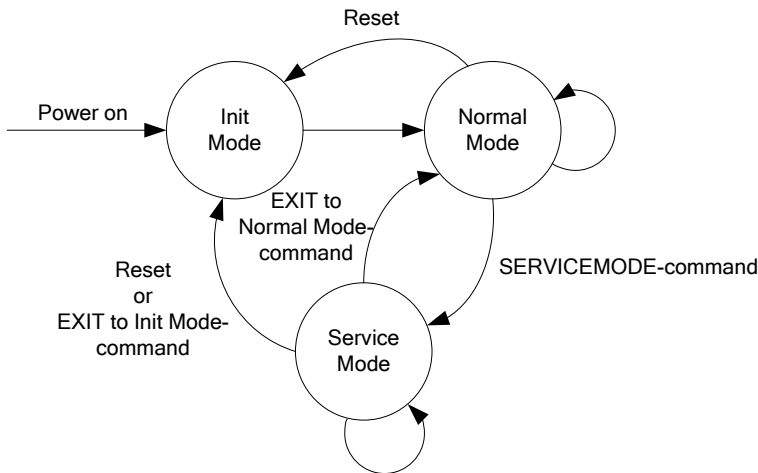 Reset
Power on
Init
Mode
Normal
Mode
EXIT to
Normal Mode-
command
SERVICEMODE-command
Reset
or
EXIT to Init Mode-
command
Service
Mode